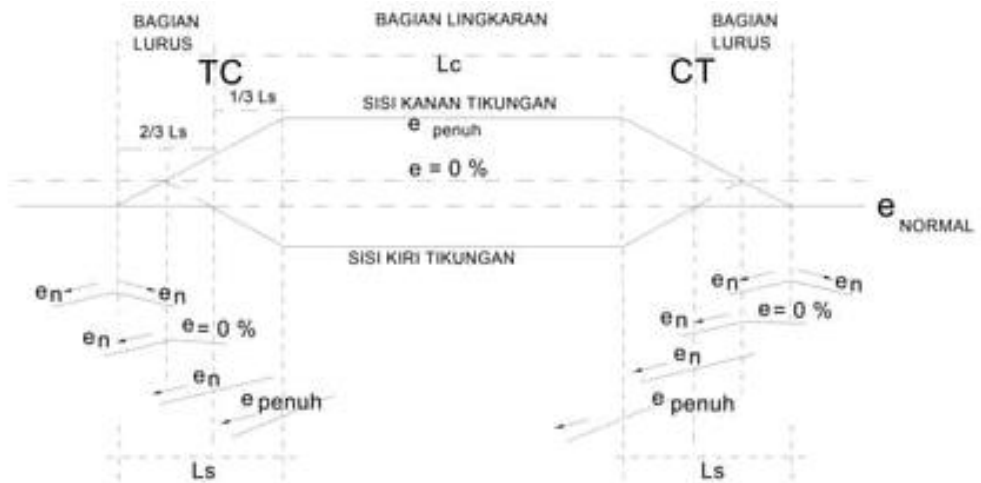 BAGIAN
LURUS
BAGIAN LINGKARAN
BAGIAN
LURUS
TC
Lc
CT
1/3 Ls
SISI KANAN TIKUNGAN
e penuh
2/3 Ls
e = 0 %
e NORMAL
SISI KIRI TIKUNGAN
en
en
en
en
en
e = 0 %
en
e = 0 %
en
en
e penuh
e penuh
Ls
Ls